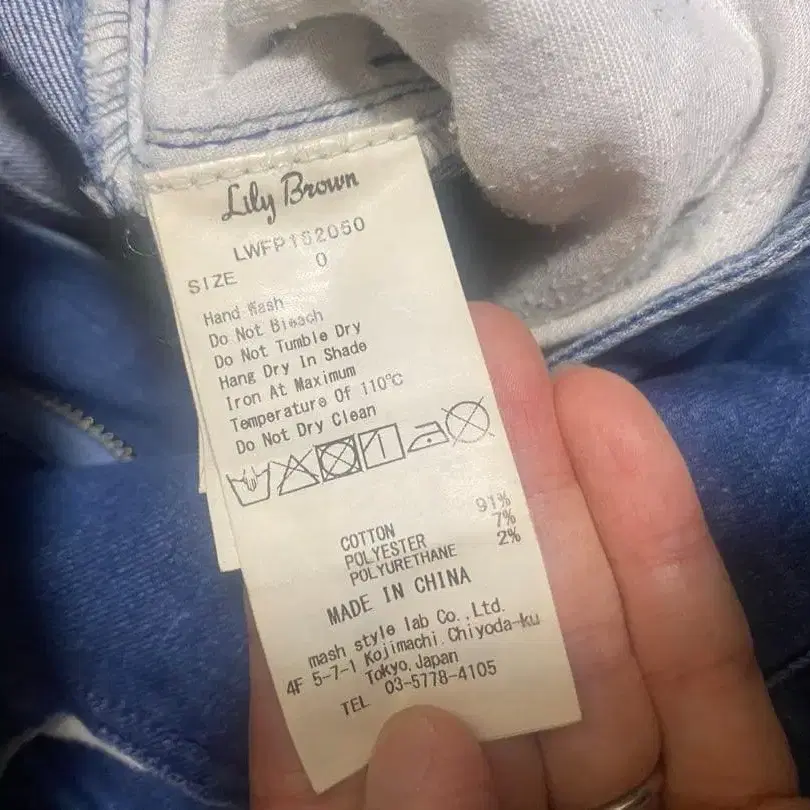 Lily Brown
LWFP162060
SIZE 0
Hand Wash
Do Not Bleach
Do Not Tumble Dry
Hang Dry In Shade
Iron At Maximum
Temperature Of 110℃
Do Not Dry Clean
COTTON 91%
POLYESTER 7%
POLYURETHANE 2%
MADE IN CHINA
mash style lab Co.,Ltd.
4F 5-7-1 Kojimachi.Chiyoda-ku
Tokyo.Japan
TEL 03-5778-4105